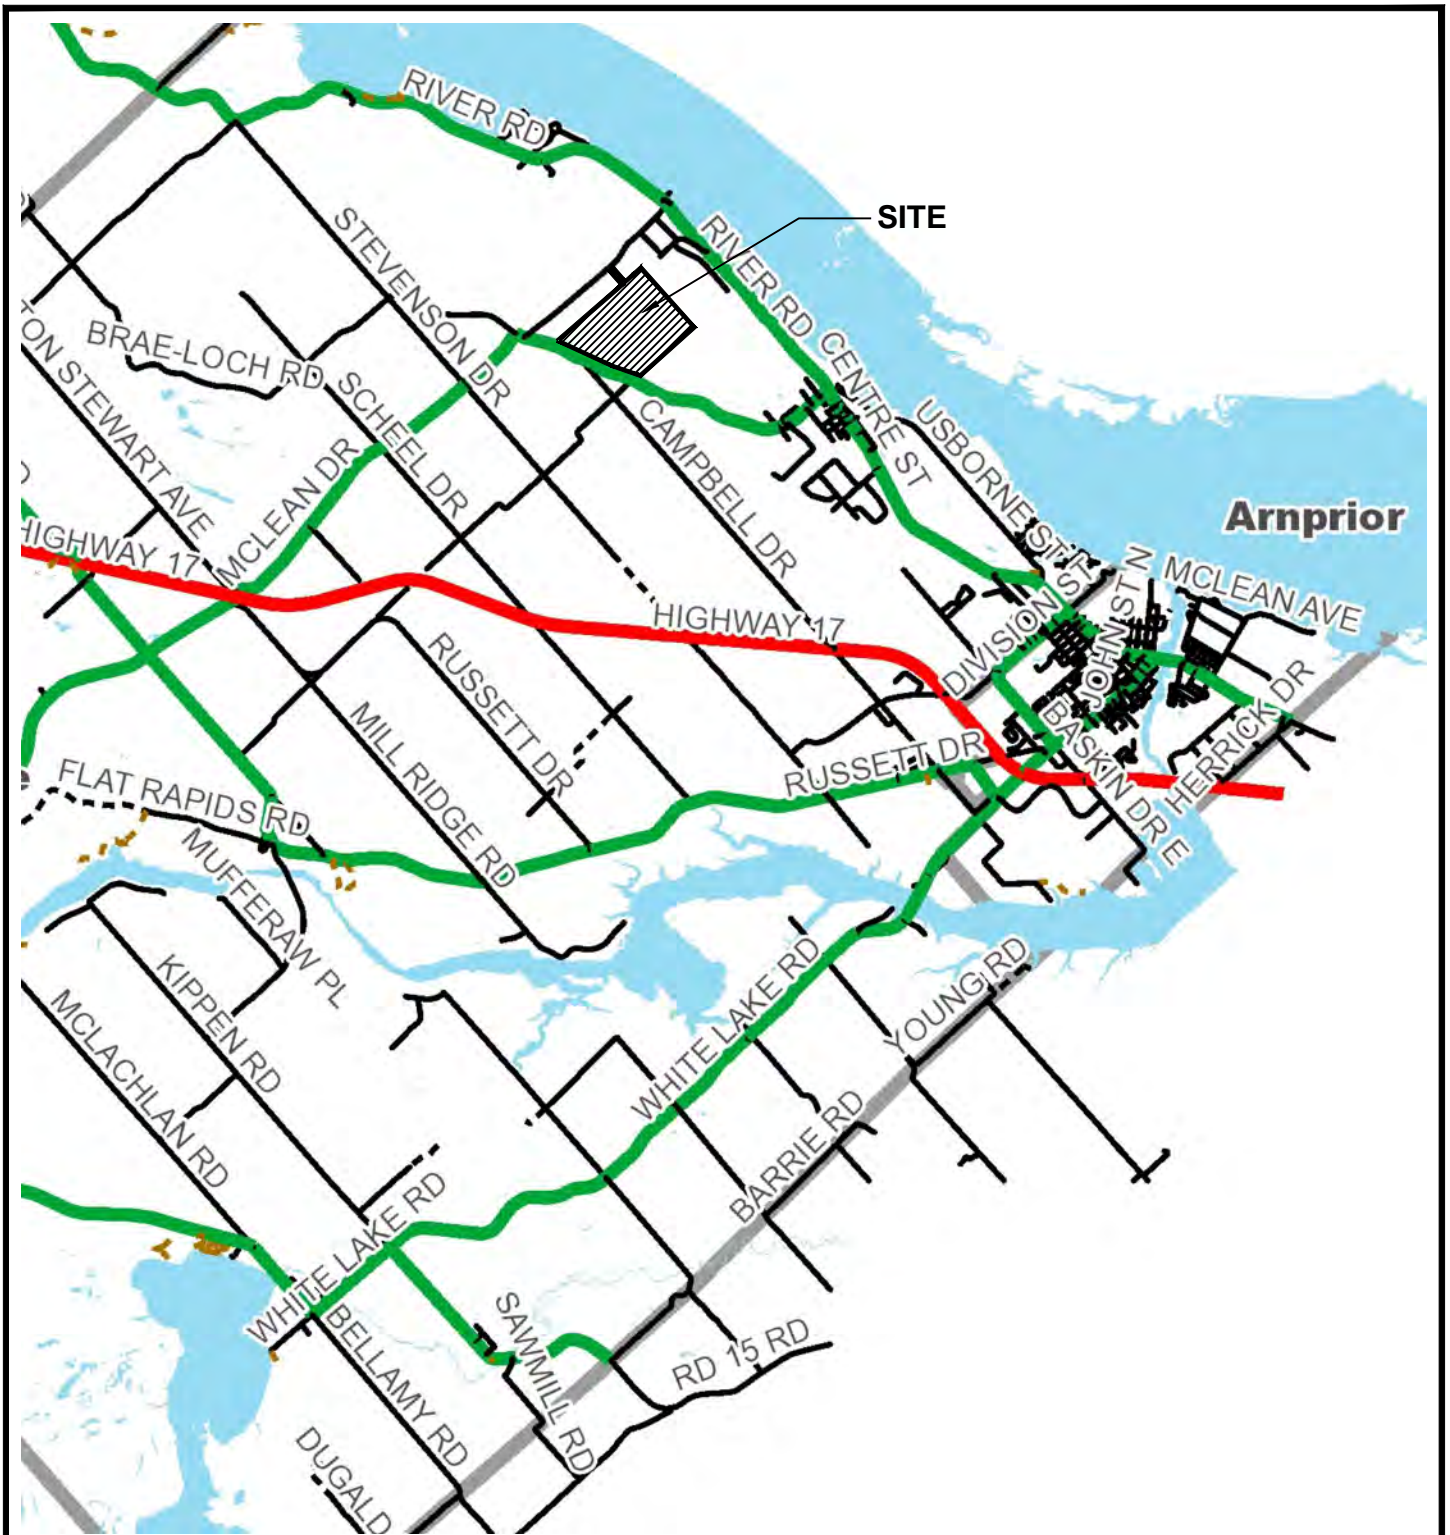 RIVER RD
SITE
RIVER RD
STEVENSON DR
BRAE-LOCH RD
TON STEWART AVE
SCHEEL DR
CENTRE ST
USBORNE ST
CAMPBELL DR
MCLEAN DR
Arnprior
HIGHWAY 17
HIGHWAY 17
DIVISION ST
JOHN ST N
MCLEAN AVE
RUSSETT DR
MILL RIDGE RD
RUSSETT DR
BASKIN DR E
HERRICK DR
FLAT RAPIDS RD
MUFFERAW PL
KIPPEN RD
MCLACHLAN RD
WHITE LAKE RD
YOUNG RD
BARRIE RD
WHITE LAKE RD
SAWMILL RD
RD 15 RD
BELLAMY RD
DUGALD